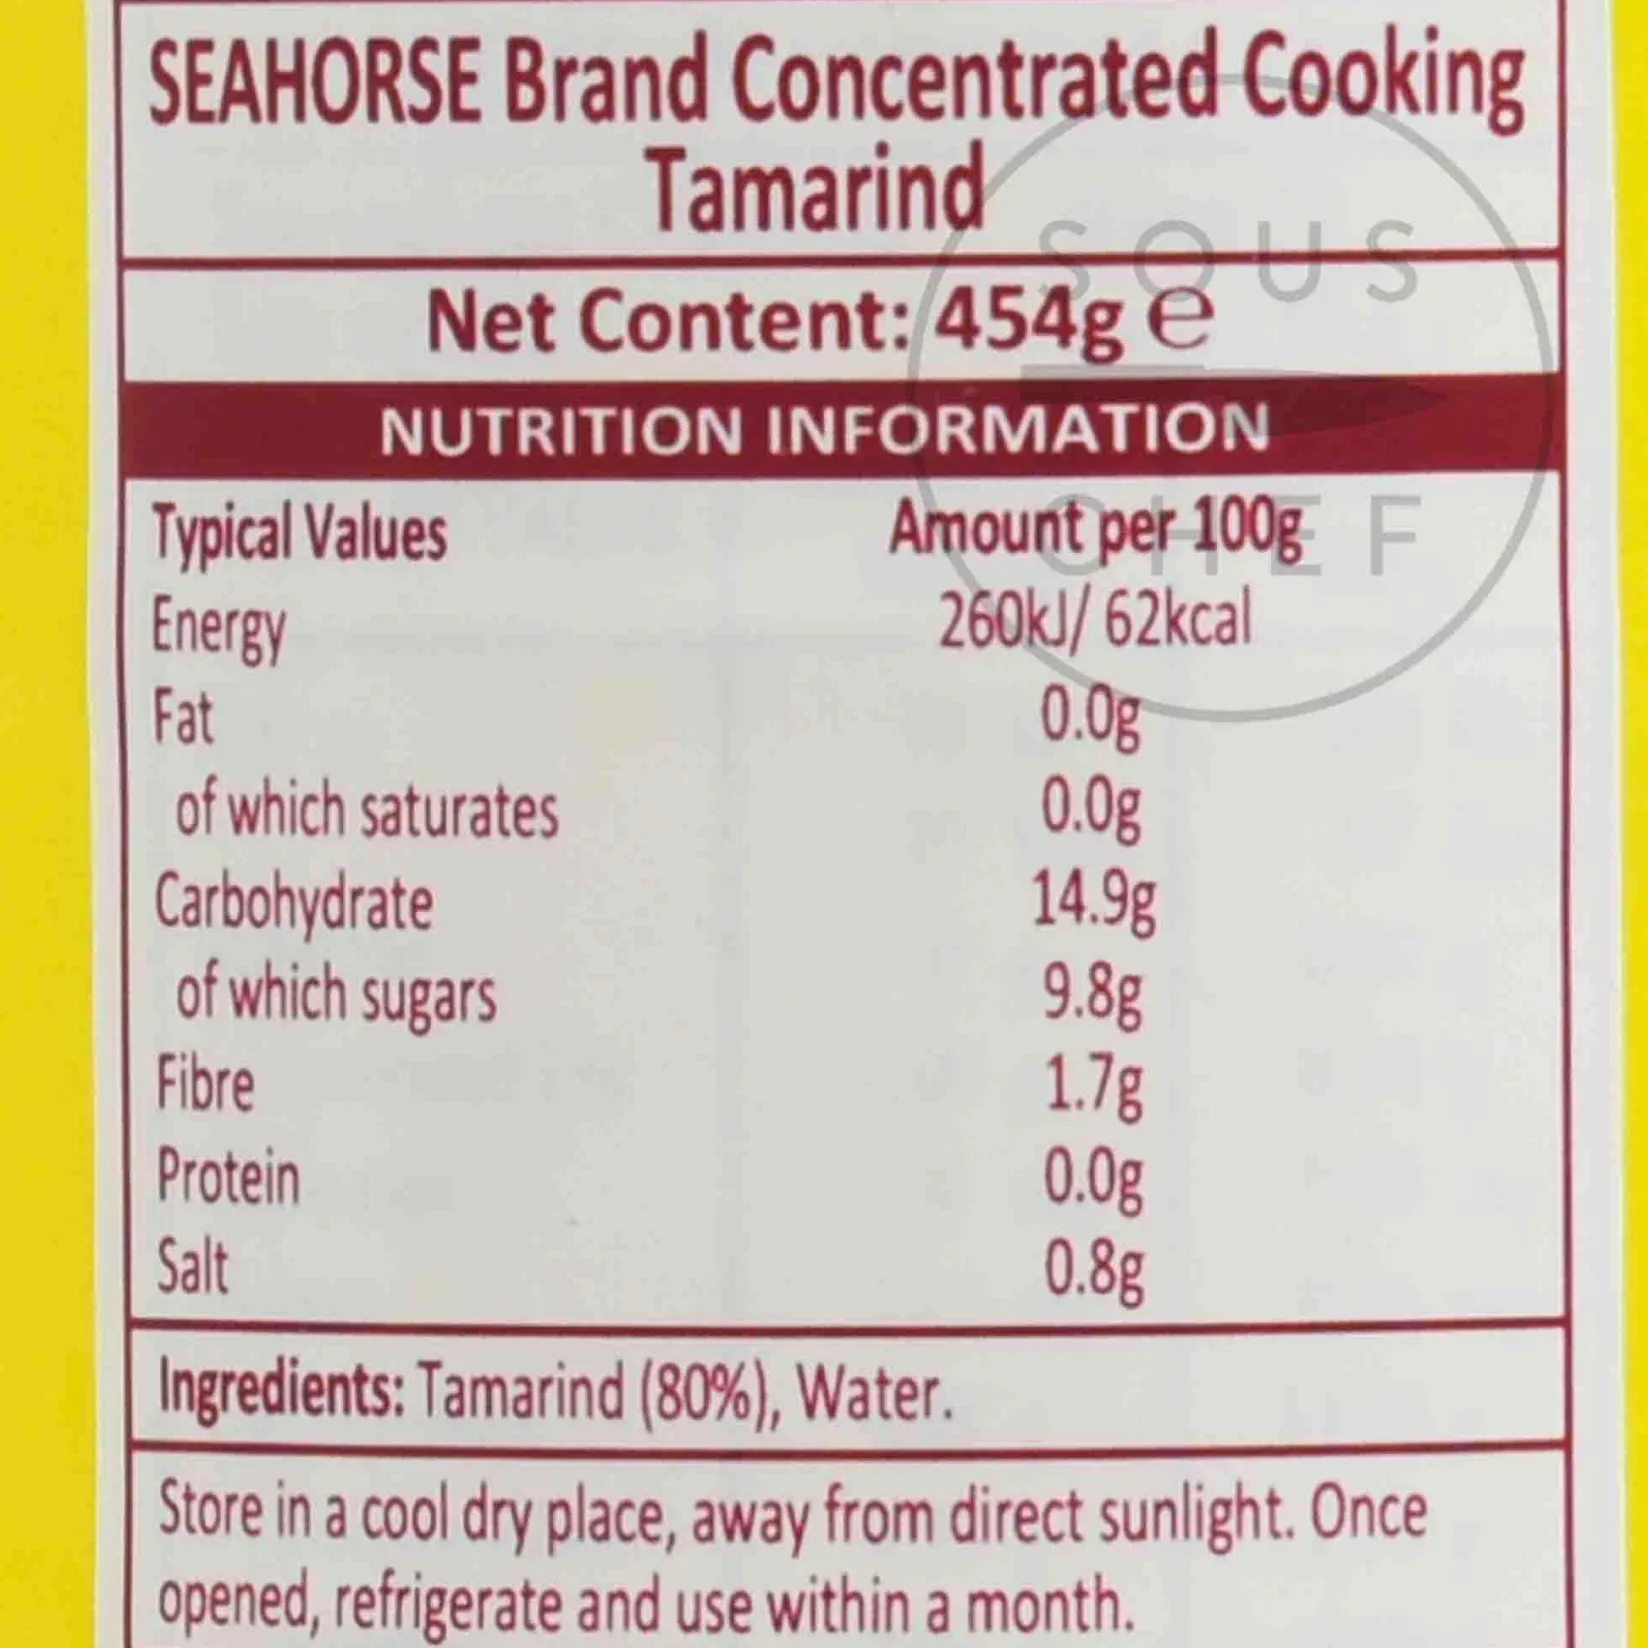 SEAHORSE Brand Concentrated Cooking
Tamarind
SOUS
Net Content: 454g ℮
NUTRITION INFORMATION
CHEF
Typical Values Amount per 100g
Energy 260kJ/ 62kcal
Fat 0.0g
of which saturates 0.0g
Carbohydrate 14.9g
of which sugars 9.8g
Fibre 1.7g
Protein 0.0g
Salt 0.8g
Ingredients: Tamarind (80%), Water.
Store in a cool dry place, away from direct sunlight. Once
opened, refrigerate and use within a month.